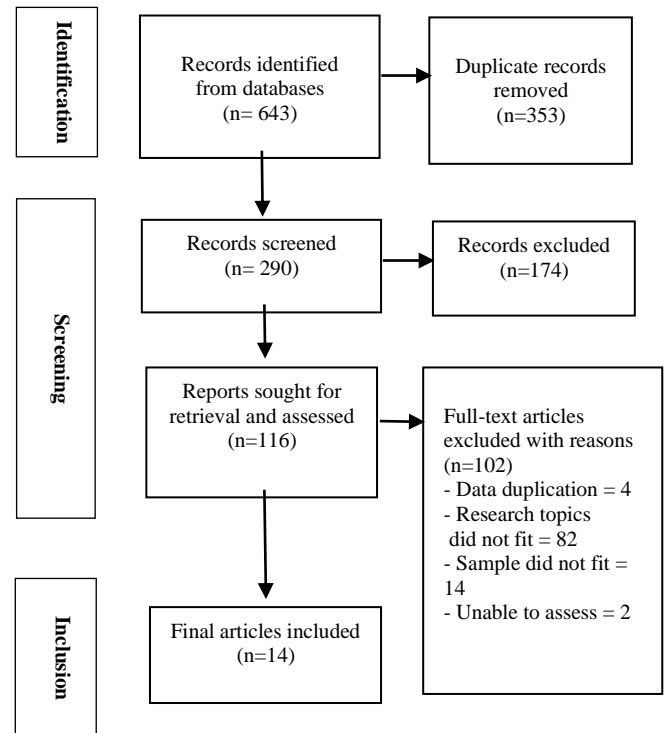 Identification
Records identified
from databases
(n= 643)
Duplicate records
removed
(n=353)
Screening
Records screened
(n= 290)
Records excluded
(n=174)
Reports sought for
retrieval and assessed
(n=116)
Full-text articles
excluded with reasons
(n=102)
- Data duplication = 4
- Research topics
did not fit = 82
- Sample did not fit =
14
- Unable to assess = 2
Inclusion
Final articles included
(n=14)